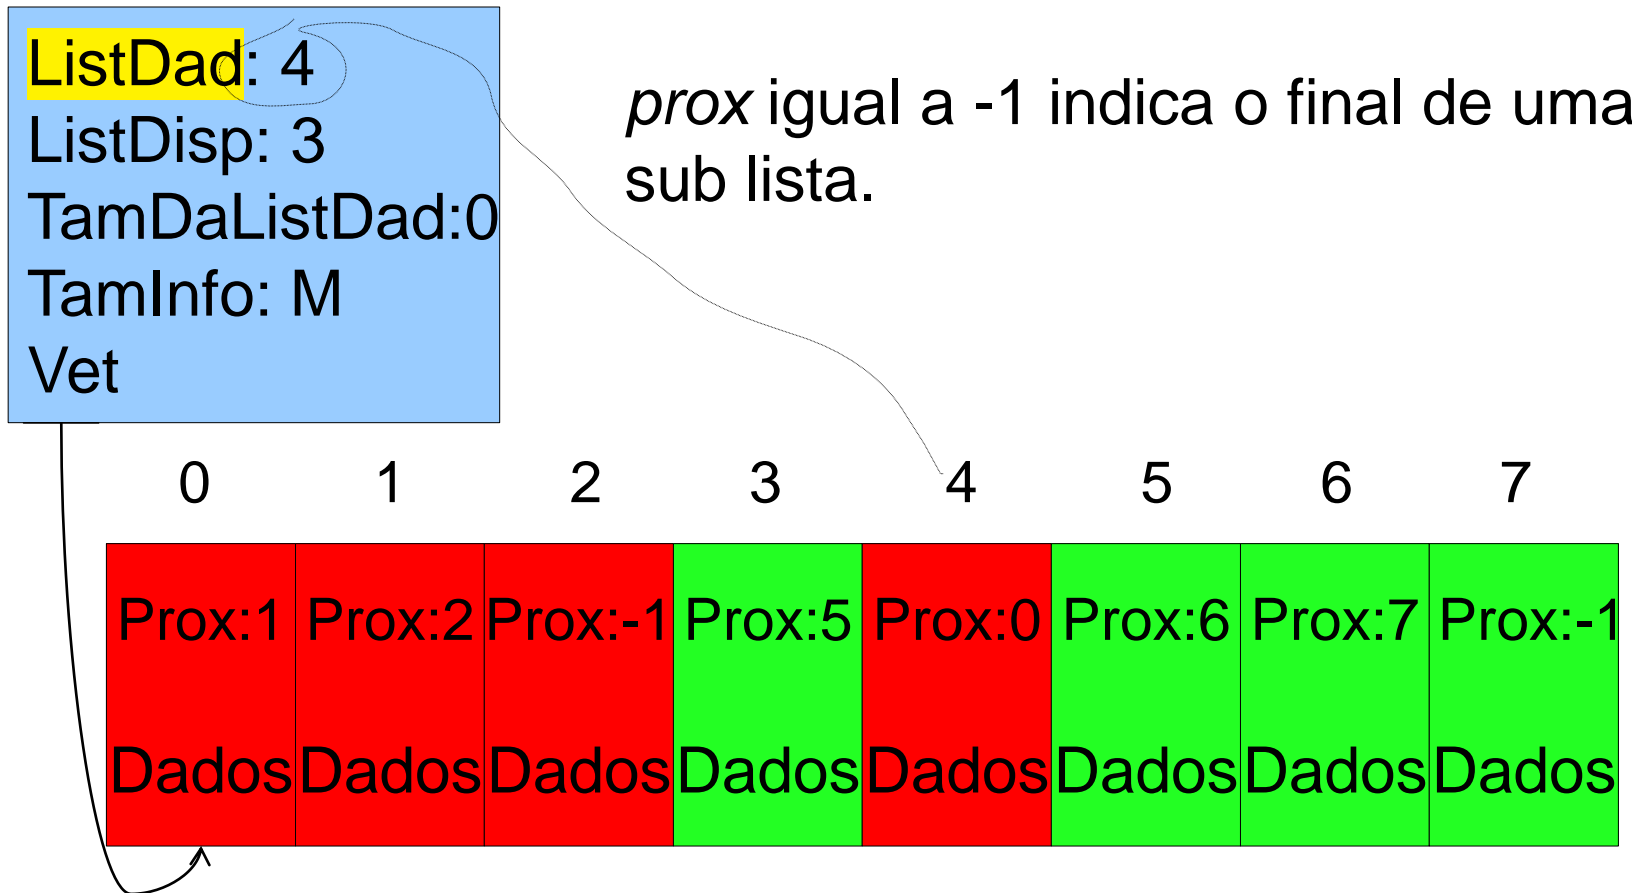 ListDad: 4
ListDisp: 3
TamDaListDad:0
TamInfo: M
Vet
prox igual a -1 indica o final de uma
sub lista.
0 1 2 3 4 5 6 7
Prox:1 Prox:2 Prox:-1 Prox:5 Prox:0 Prox:6 Prox:7 Prox:-1
Dados Dados Dados Dados Dados Dados Dados Dados